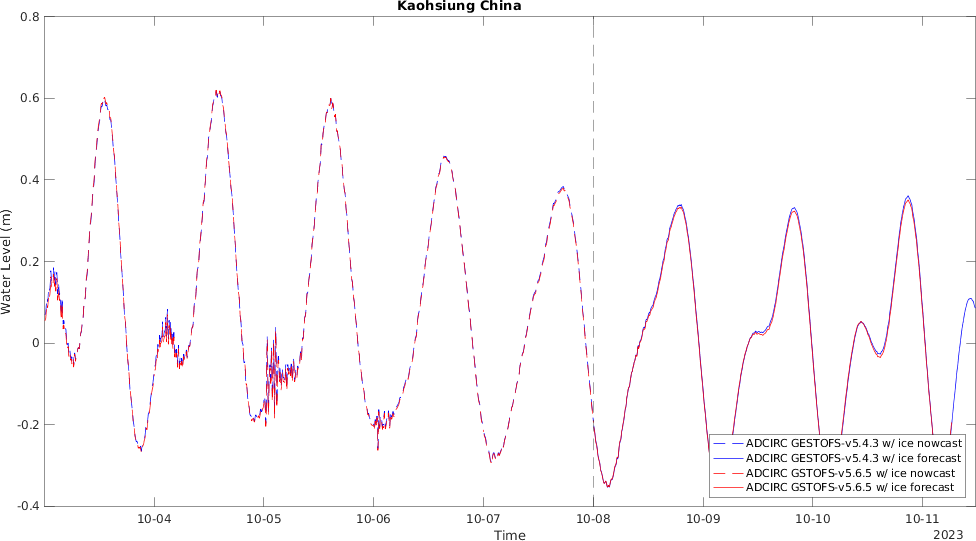 Kaohsiung China
0.8
0.6
0.4
0.2
0
-0.2
-0.4
Water Level (m)
ADCIRC GESTOFS-v5.4.3 w/ ice nowcast
ADCIRC GESTOFS-v5.4.3 w/ ice forecast
ADCIRC GSTOFS-v5.6.5 w/ ice nowcast
ADCIRC GSTOFS-v5.6.5 w/ ice forecast
10-04 10-05 10-06 10-07 10-08 10-09 10-10 10-11
Time 2023